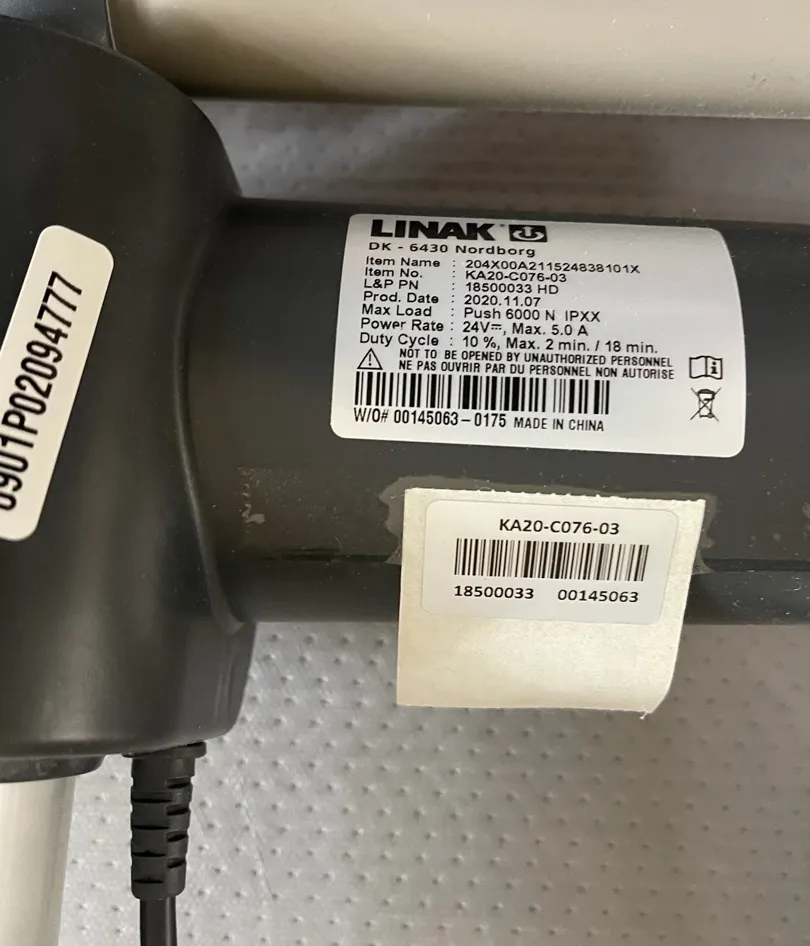 LINAK
DK - 6430 Nordborg
Item Name : 204X00A211524838101X
Item No. : KA20-C076-03
L&P PN : 18500033 HD
Prod. Date : 2020.11.07
Max Load : Push 6000 N IPXX
Power Rate : 24V⎓, Max. 5.0 A
Duty Cycle : 10 %, Max. 2 min. / 18 min.
NOT TO BE OPENED BY UNAUTHORIZED PERSONNEL
NE PAS OUVRIR PAR DU PERSONNEL NON AUTORISE
W/O# 00145063-0175 MADE IN CHINA
KA20-C076-03
18500033 00145063